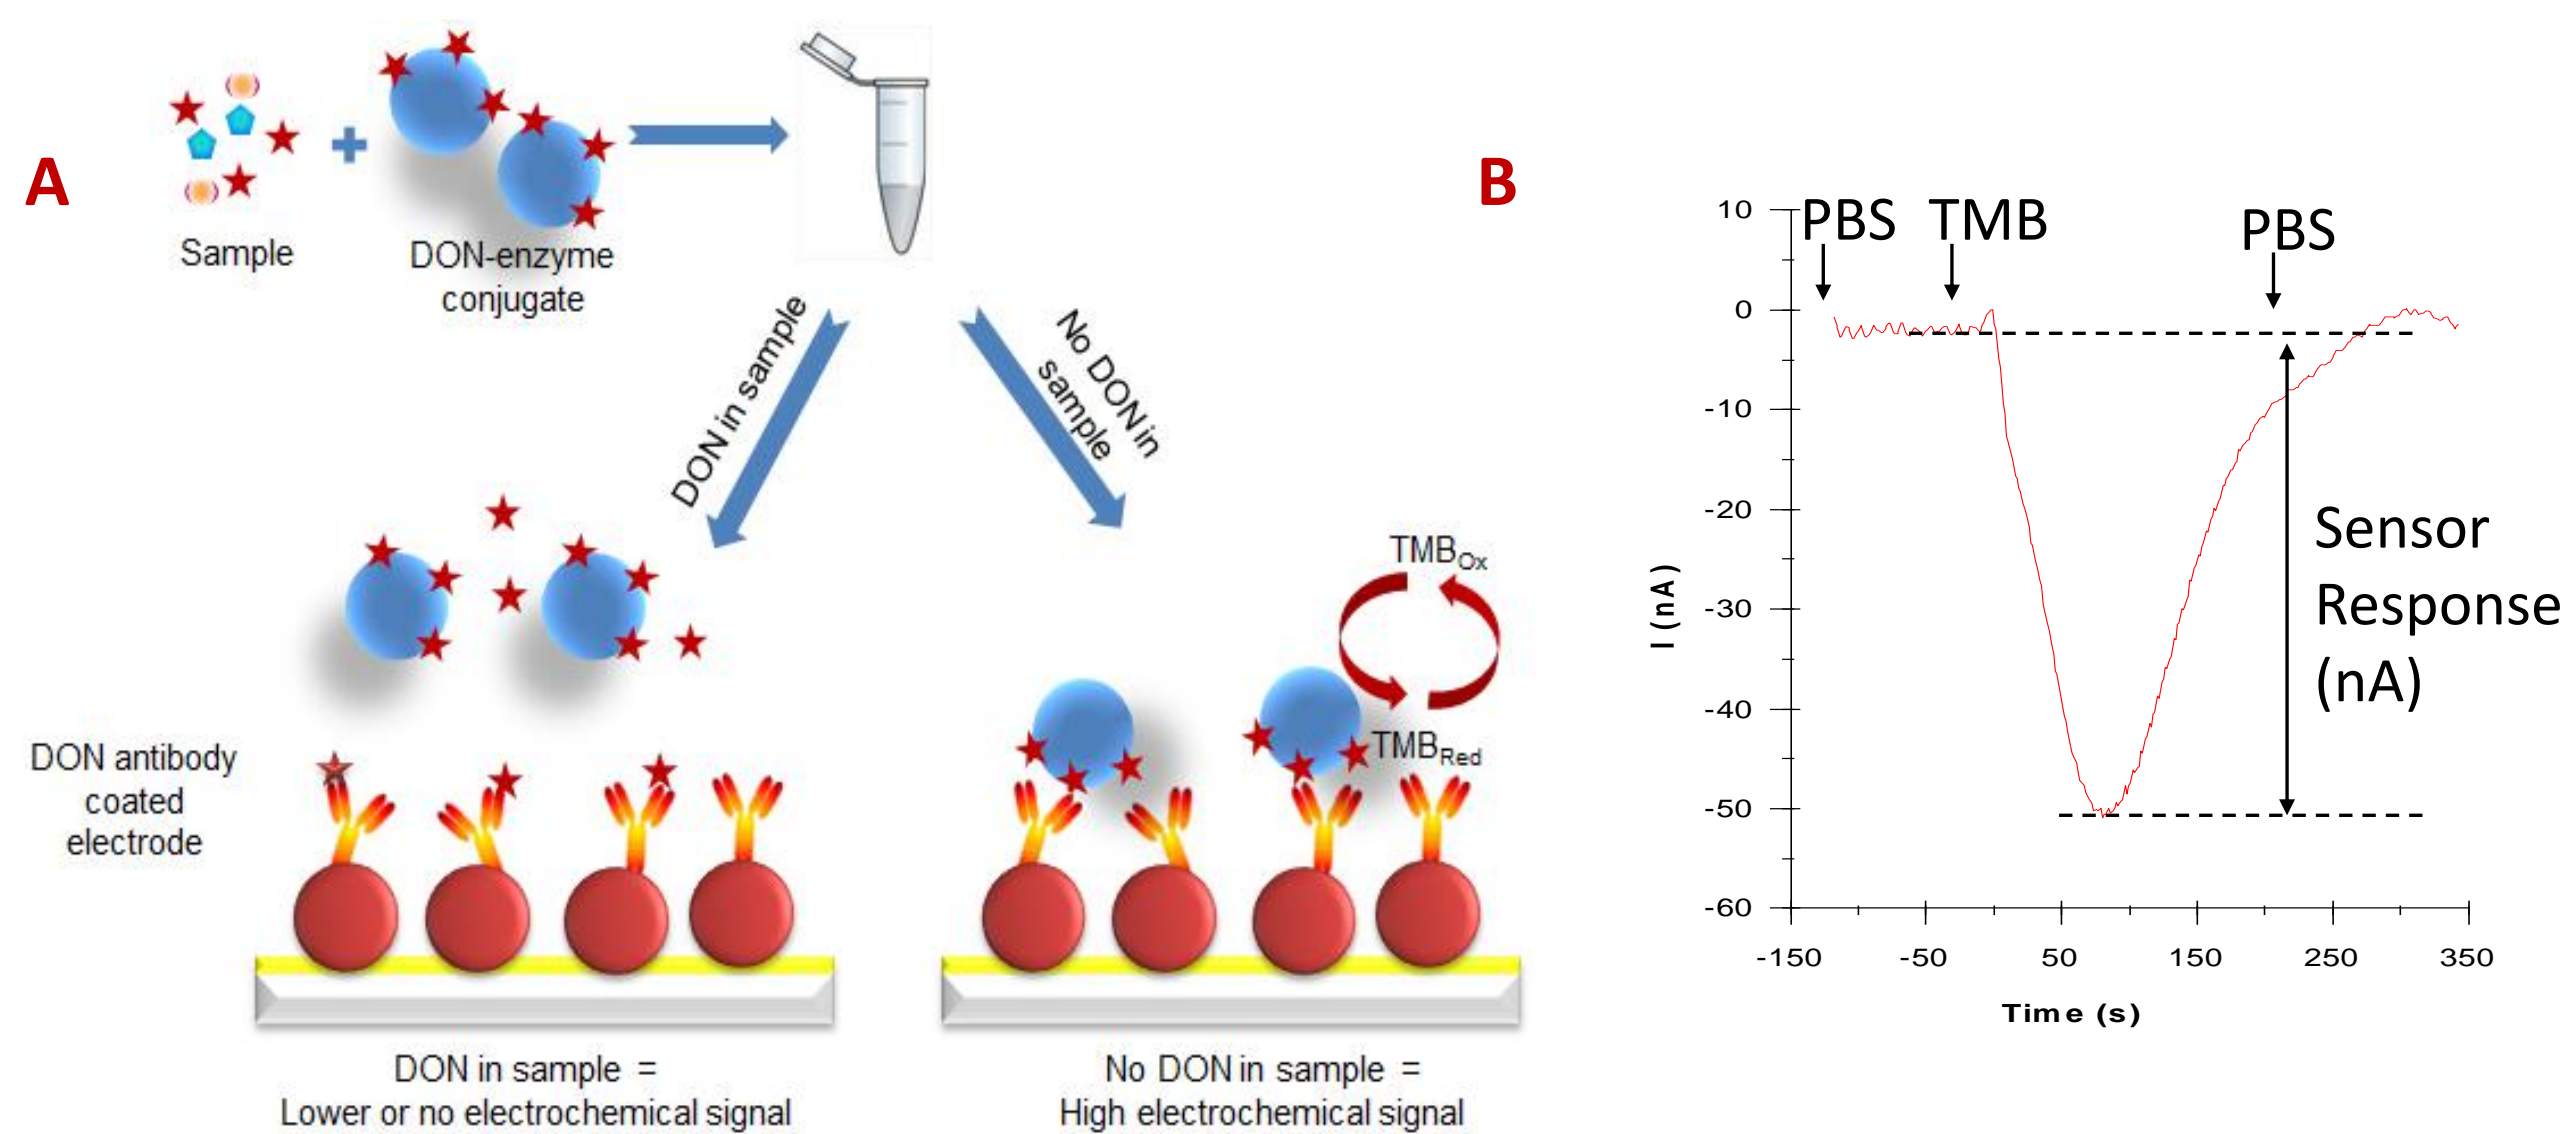 A
Sample
DON-enzyme
conjugate
DON in sample
No DON in
sample
DON antibody
coated
electrode
TMBOx
TMBRed
DON in sample =
Lower or no electrochemical signal
No DON in sample =
High electrochemical signal
B
PBS TMB PBS
10
0
-10
-20
-30
-40
-50
-60
I (nA)
Sensor
Response
(nA)
-150 -50 50 150 250 350
Time (s)